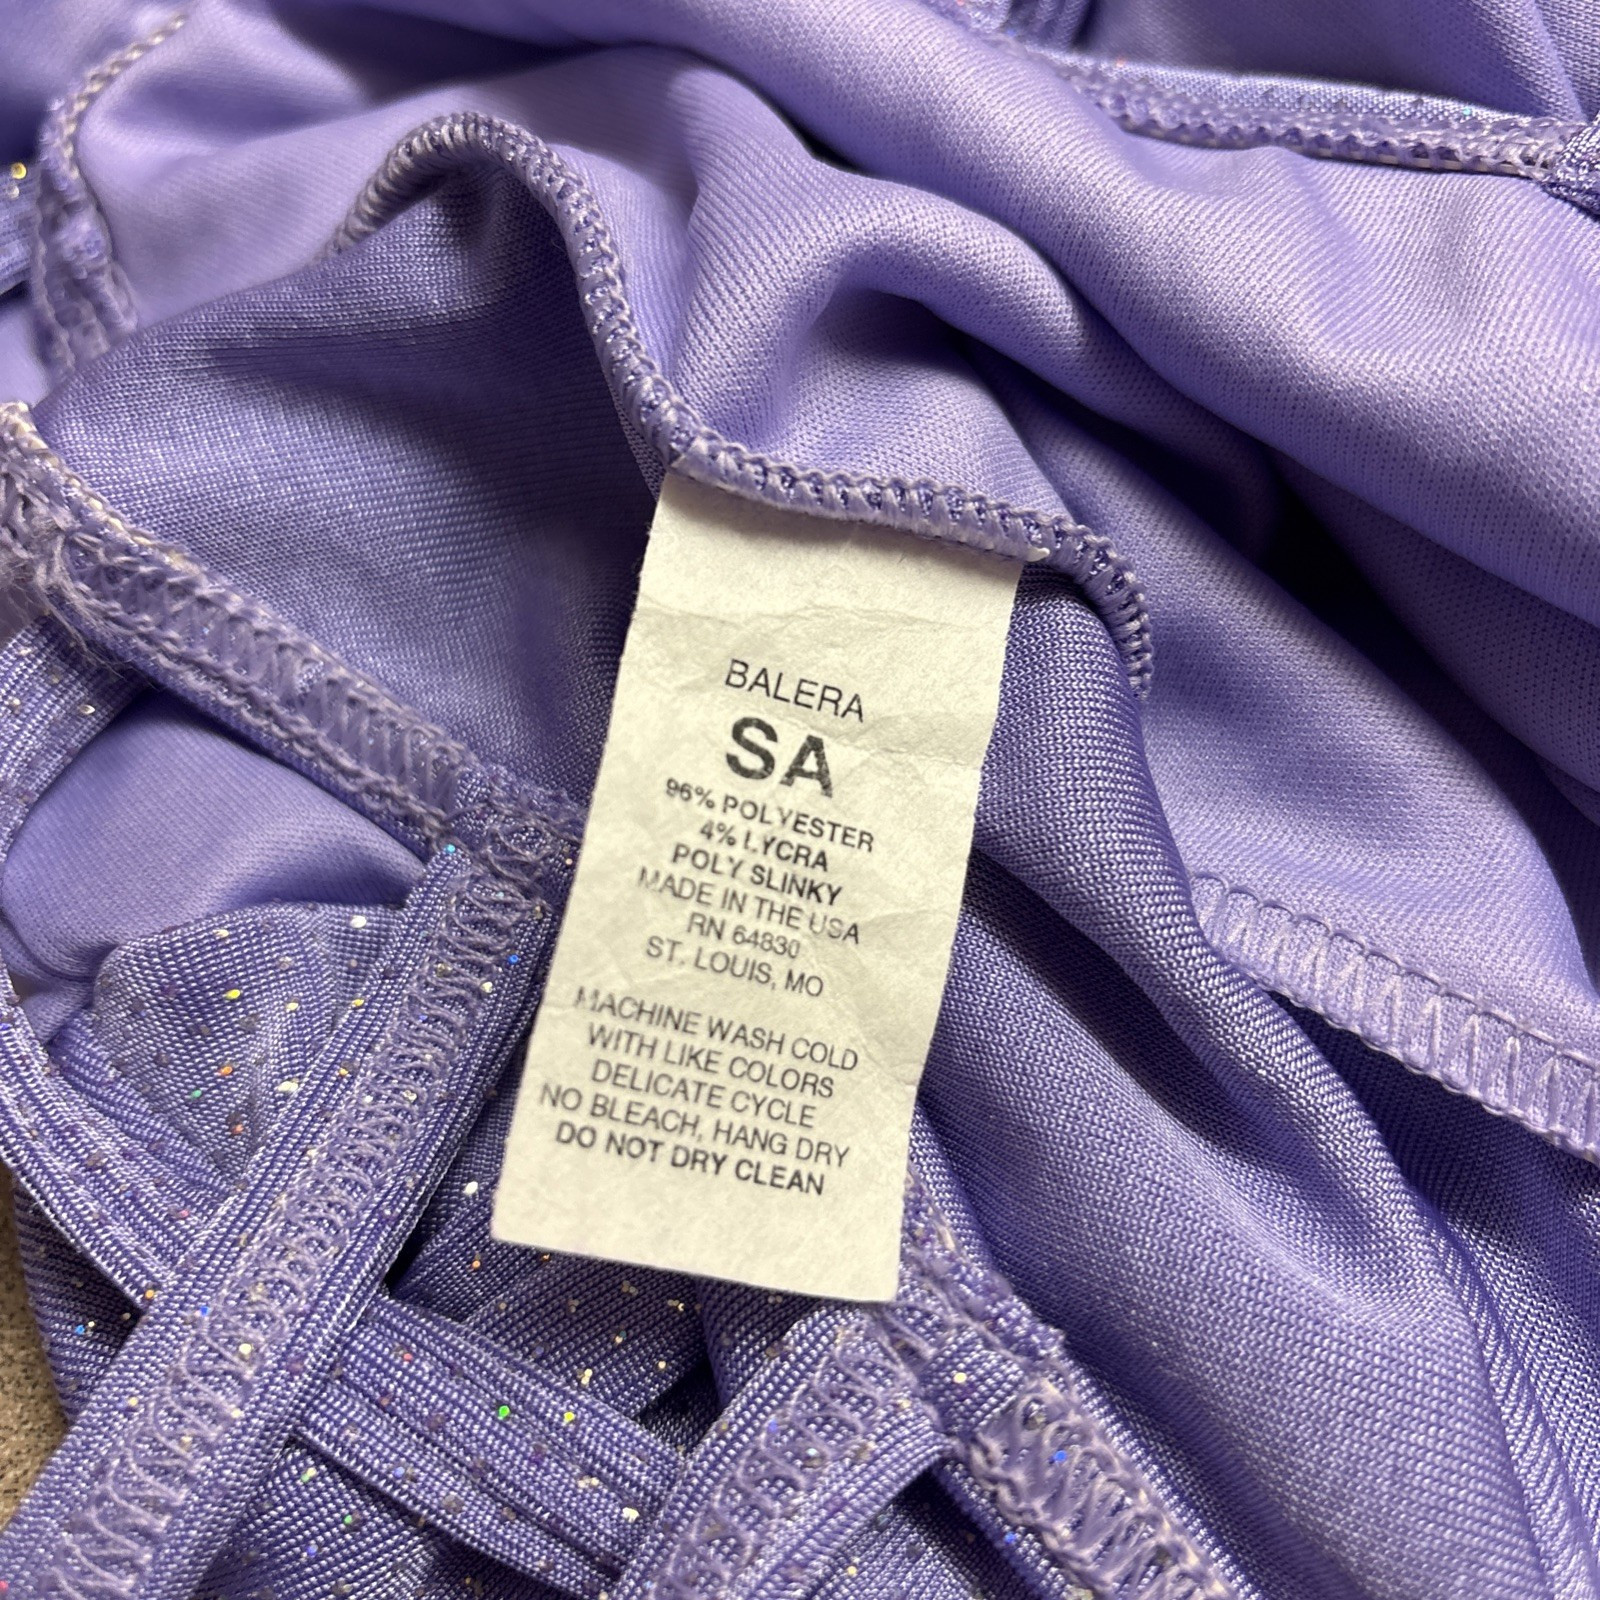 BALERA
SA
96% POLYESTER
4% LYCRA
POLY SLINKY
MADE IN THE USA
RN 64830
ST. LOUIS, MO
MACHINE WASH COLD
WITH LIKE COLORS
DELICATE CYCLE
NO BLEACH, HANG DRY
DO NOT DRY CLEAN